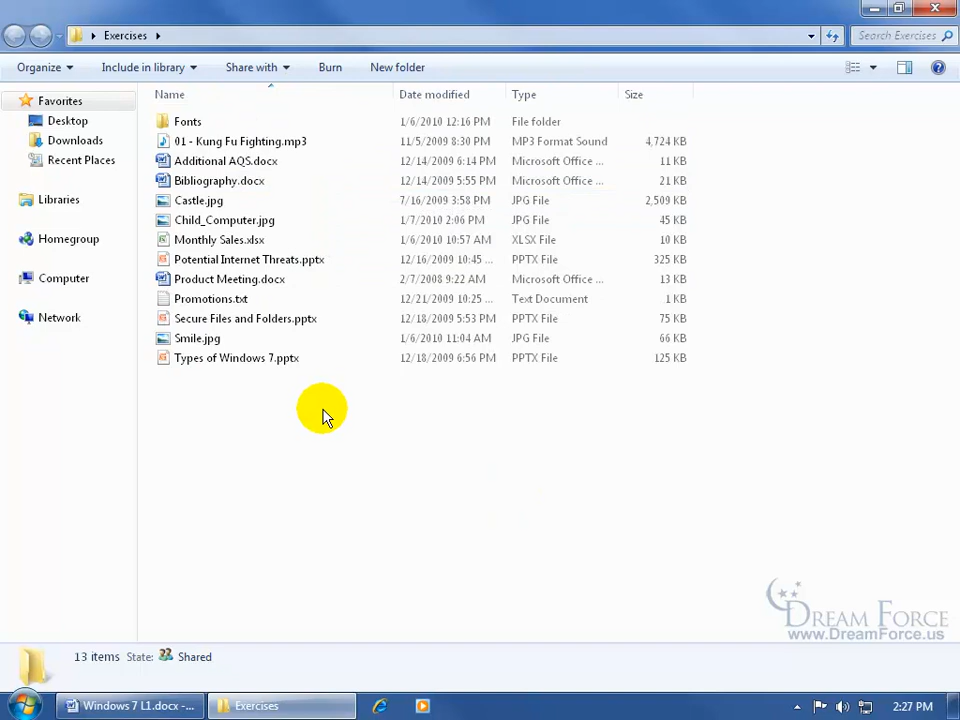 Exercises
Search Exercises
Organize Include in library Share with Burn New folder
Favorites
Desktop
Downloads
Recent Places
Libraries
Homegroup
Computer
Network
Name Date modified Type Size
Fonts 1/6/2010 12:16 PM File folder
01 - Kung Fu Fighting.mp3 11/5/2009 8:30 PM MP3 Format Sound 4,724 KB
Additional AQS.docx 12/14/2009 6:14 PM Microsoft Office ... 11 KB
Bibliography.docx 12/14/2009 5:55 PM Microsoft Office ... 21 KB
Castle.jpg 7/16/2009 3:58 PM JPG File 2,509 KB
Child_Computer.jpg 1/7/2010 2:06 PM JPG File 45 KB
Monthly Sales.xlsx 1/6/2010 10:57 AM XLSX File 10 KB
Potential Internet Threats.pptx 12/16/2009 10:45 ... PPTX File 325 KB
Product Meeting.docx 2/7/2008 9:22 AM Microsoft Office ... 13 KB
Promotions.txt 12/21/2009 10:25 ... Text Document 1 KB
Secure Files and Folders.pptx 12/18/2009 5:53 PM PPTX File 75 KB
Smile.jpg 1/6/2010 11:04 AM JPG File 66 KB
Types of Windows 7.pptx 12/18/2009 6:56 PM PPTX File 125 KB
DREAM FORCE
www.DreamForce.us
13 items State: Shared
Windows 7 L1.docx -... Exercises 2:27 PM